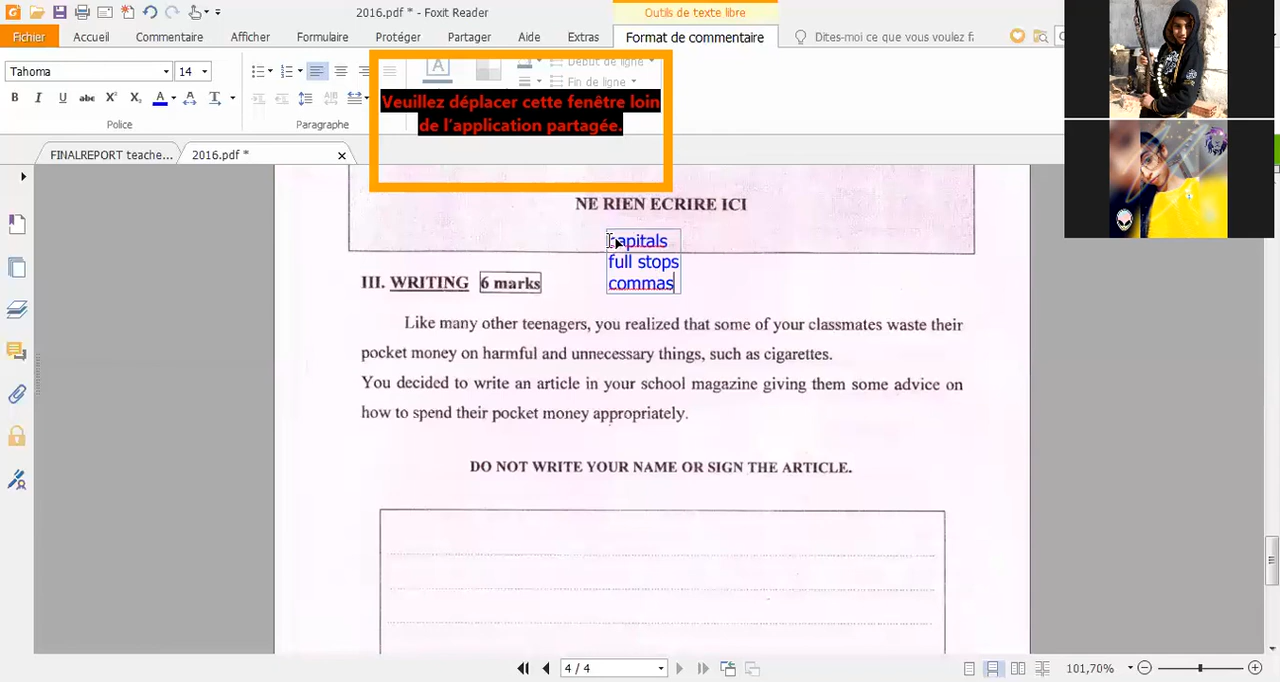 2016.pdf * - Foxit Reader
Outils de texte libre
Fichier
Accueil
Commentaire
Afficher
Formulaire
Protéger
Partager
Aide
Extras
Format de commentaire
Dites-moi ce que vous voulez fa
Tahoma
14
Début de ligne
Fin de ligne
Police
Paragraphe
Veuillez déplacer cette fenêtre loin
de l'application partagée.
FINALREPORT teache...
2016.pdf *
NE RIEN ECRIRE ICI
capitals
full stops
commas
III. WRITING 6 marks
Like many other teenagers, you realized that some of your classmates waste their
pocket money on harmful and unnecessary things, such as cigarettes.
You decided to write an article in your school magazine giving them some advice on
how to spend their pocket money appropriately.
DO NOT WRITE YOUR NAME OR SIGN THE ARTICLE.
4 / 4
101,70%